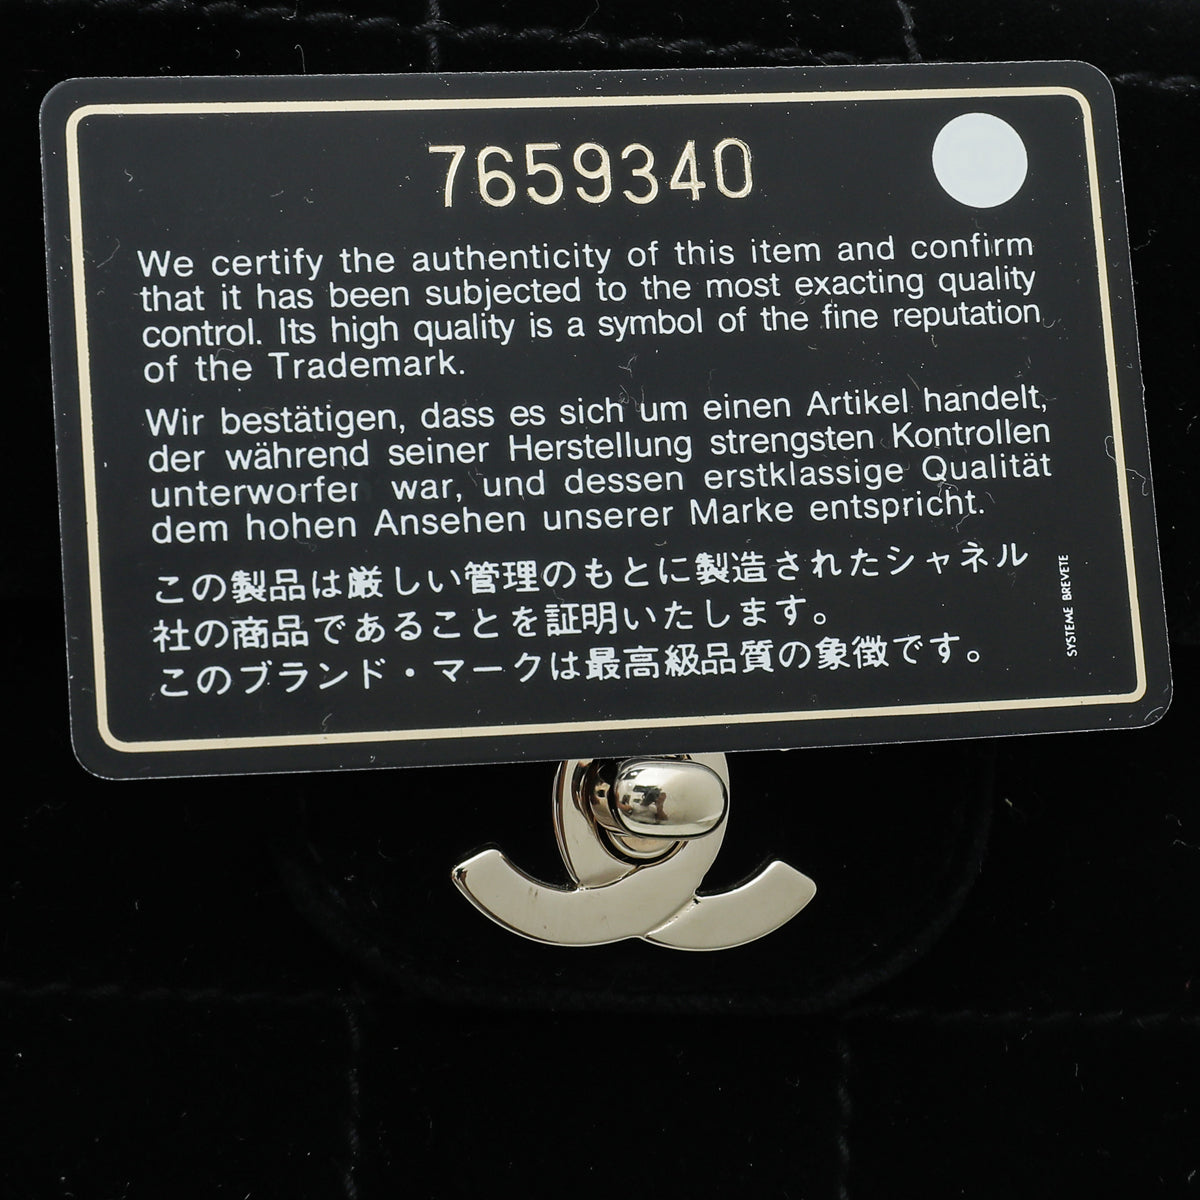 7659340
We certify the authenticity of this item and confirm
that it has been subjected to the most exacting quality
control. Its high quality is a symbol of the fine reputation
of the Trademark.
Wir bestätigen, dass es sich um einen Artikel handelt,
der während seiner Herstellung strengsten Kontrollen
unterworfen war, und dessen erstklassige Qualität
dem hohen Ansehen unserer Marke entspricht.
この製品は厳しい管理のもとに製造されたシャネル
社の商品であることを証明いたします。
このブランド・マークは最高級品質の象徴です。
SYSTEME BREVETE